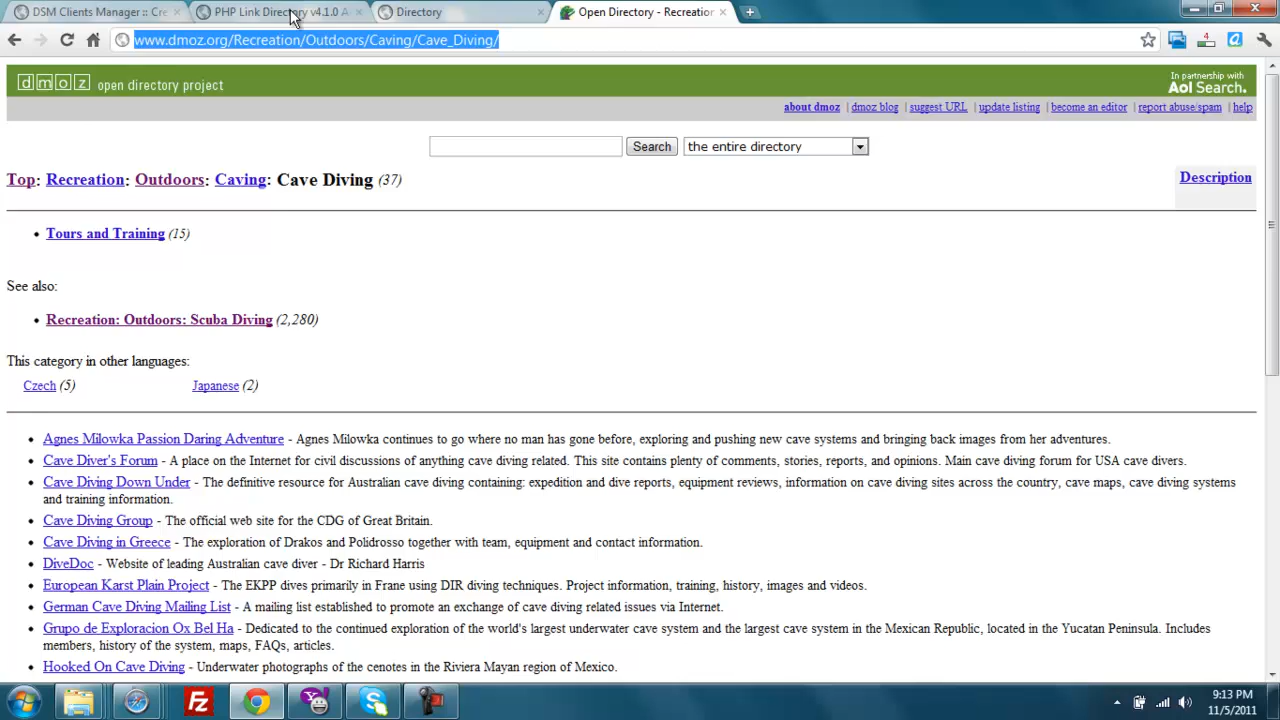 DSM Clients Manager :: Cre
PHP Link Directory v4.1.0 A
Directory
Open Directory - Recreation
www.dmoz.org/Recreation/Outdoors/Caving/Cave_Diving/
4
dmoz open directory project
In partnership with
Aol Search.
about dmoz | dmoz blog | suggest URL | update listing | become an editor | report abuse/spam | help
Search
the entire directory
Top: Recreation: Outdoors: Caving: Cave Diving (37)
Description
• Tours and Training (15)
See also:
• Recreation: Outdoors: Scuba Diving (2,280)
This category in other languages:
Czech (5) Japanese (2)
• Agnes Milowka Passion Daring Adventure - Agnes Milowka continues to go where no man has gone before, exploring and pushing new cave systems and bringing back images from her adventures.
• Cave Diver's Forum - A place on the Internet for civil discussions of anything cave diving related. This site contains plenty of comments, stories, reports, and opinions. Main cave diving forum for USA cave divers.
• Cave Diving Down Under - The definitive resource for Australian cave diving containing: expedition and dive reports, equipment reviews, information on cave diving sites across the country, cave maps, cave diving systems
and training information.
• Cave Diving Group - The official web site for the CDG of Great Britain.
• Cave Diving in Greece - The exploration of Drakos and Polidrosso together with team, equipment and contact information.
• DiveDoc - Website of leading Australian cave diver - Dr Richard Harris
• European Karst Plain Project - The EKPP dives primarily in Frane using DIR diving techniques. Project information, training, history, images and videos.
• German Cave Diving Mailing List - A mailing list established to promote an exchange of cave diving related issues via Internet.
• Grupo de Exploracion Ox Bel Ha - Dedicated to the continued exploration of the world's largest underwater cave system and the largest cave system in the Mexican Republic, located in the Yucatan Peninsula. Includes
members, history of the system, maps, FAQs, articles.
• Hooked On Cave Diving - Underwater photographs of the cenotes in the Riviera Mayan region of Mexico.
9:13 PM
11/5/2011